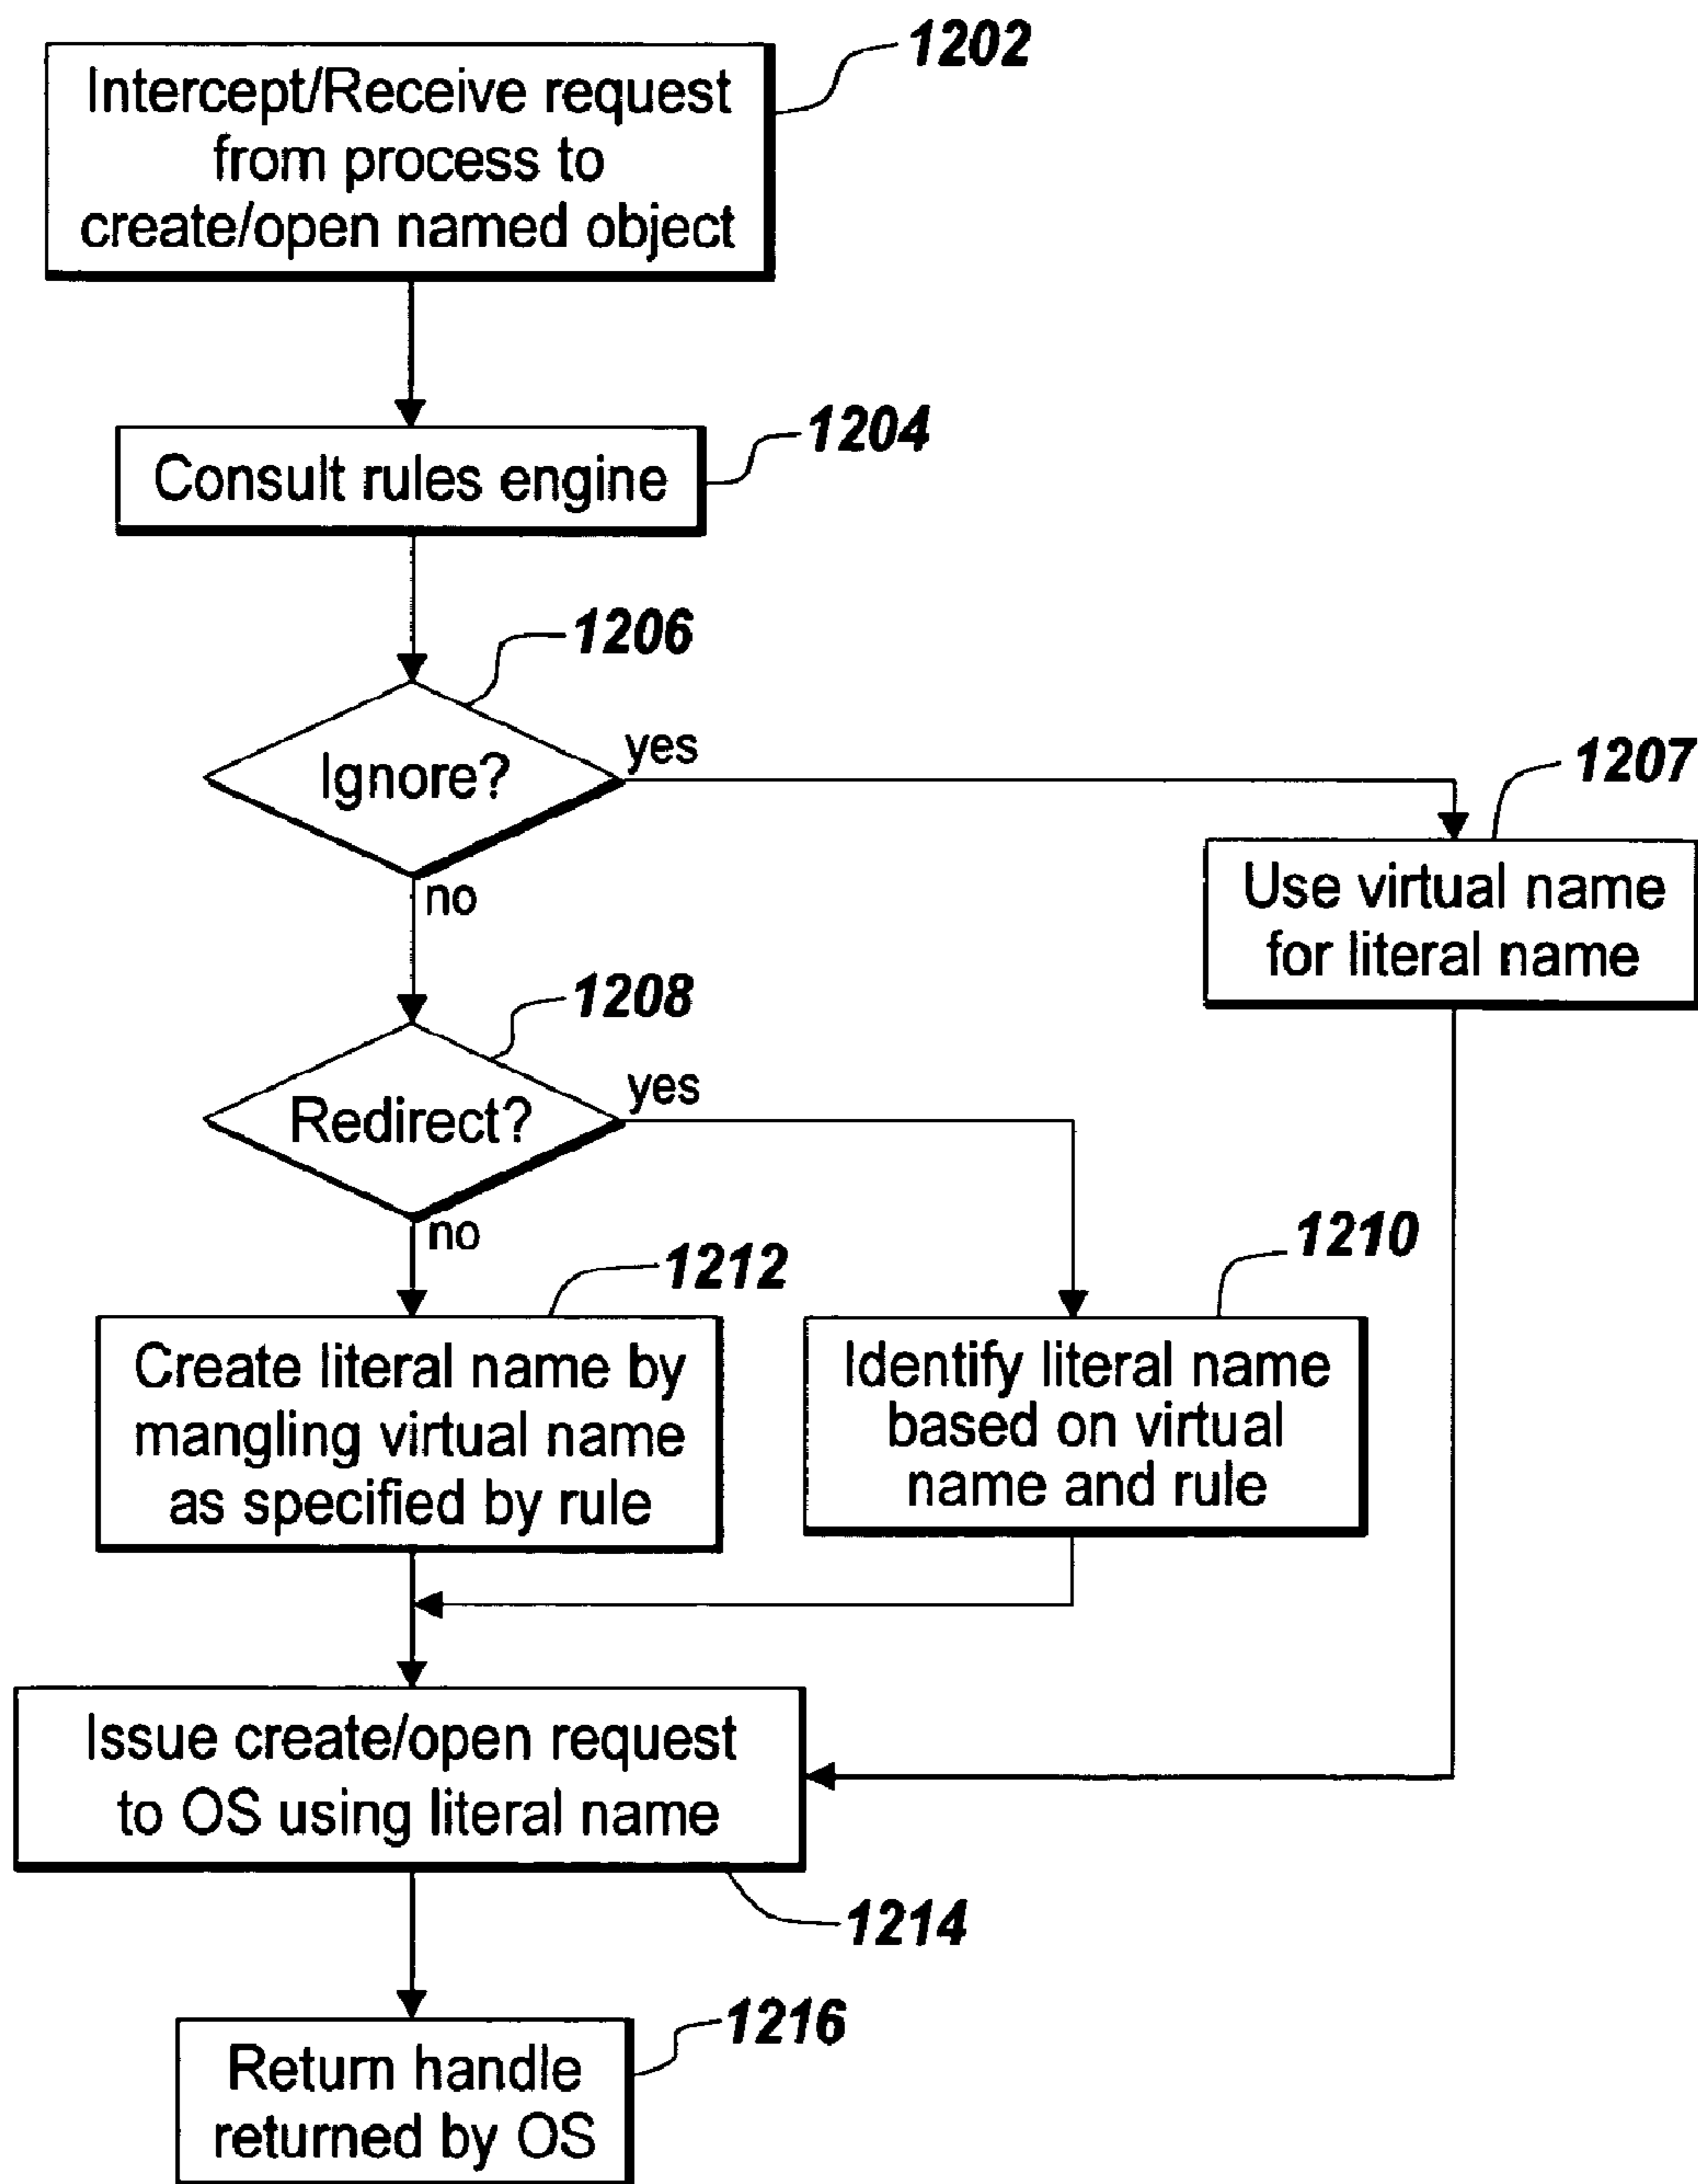 1202
Intercept/Receive request
from process to
create/open named object
1204
Consult rules engine
1206
Ignore?
yes
no
1207
Use virtual name
for literal name
1208
Redirect?
yes
no
1212
Create literal name by
mangling virtual name
as specified by rule
1210
Identify literal name
based on virtual
name and rule
Issue create/open request
to OS using literal name
1214
1216
Return handle
returned by OS